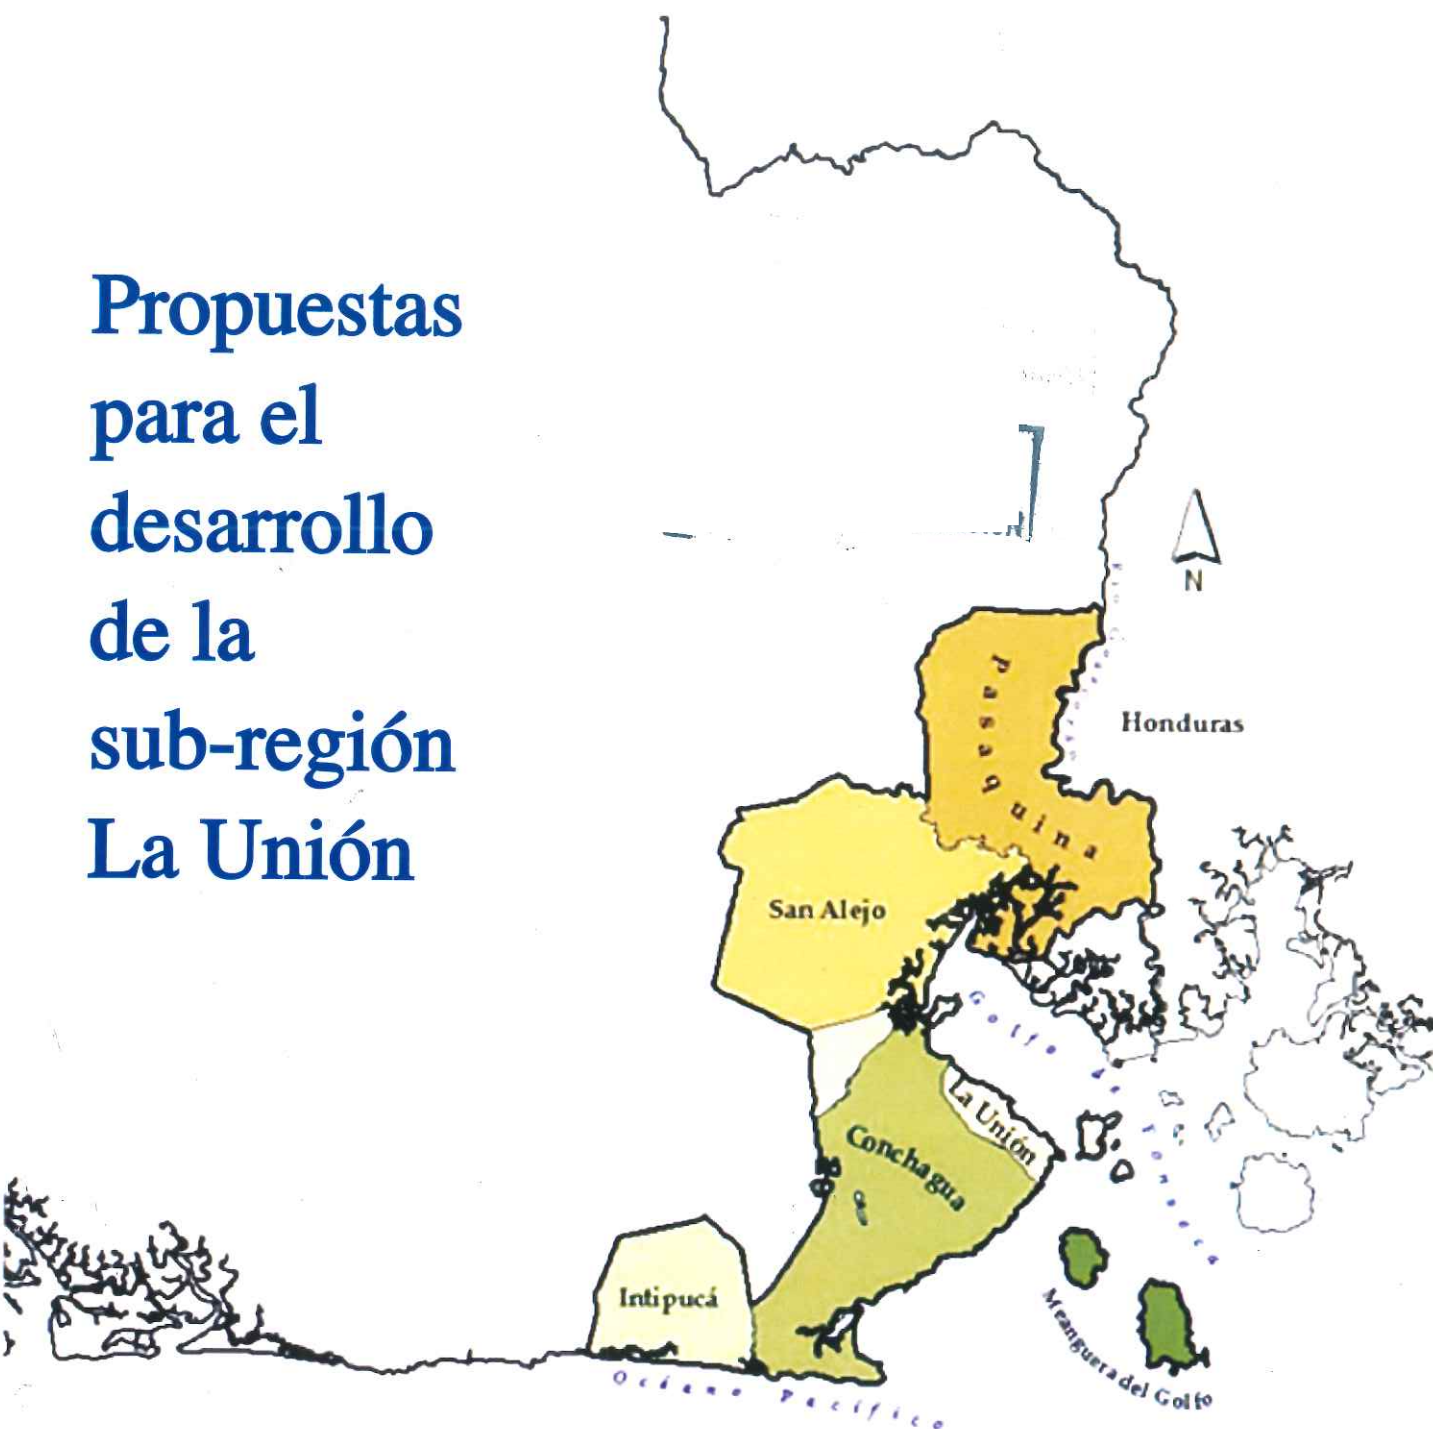 Propuestas
para el
desarrollo
de la
sub-región
La Unión
N
Pasaquina
Honduras
San Alejo
Golfo de Fonseca
La Unión
Conchagua
Intipucá
Meanguera del Golfo
Océano Pacífico